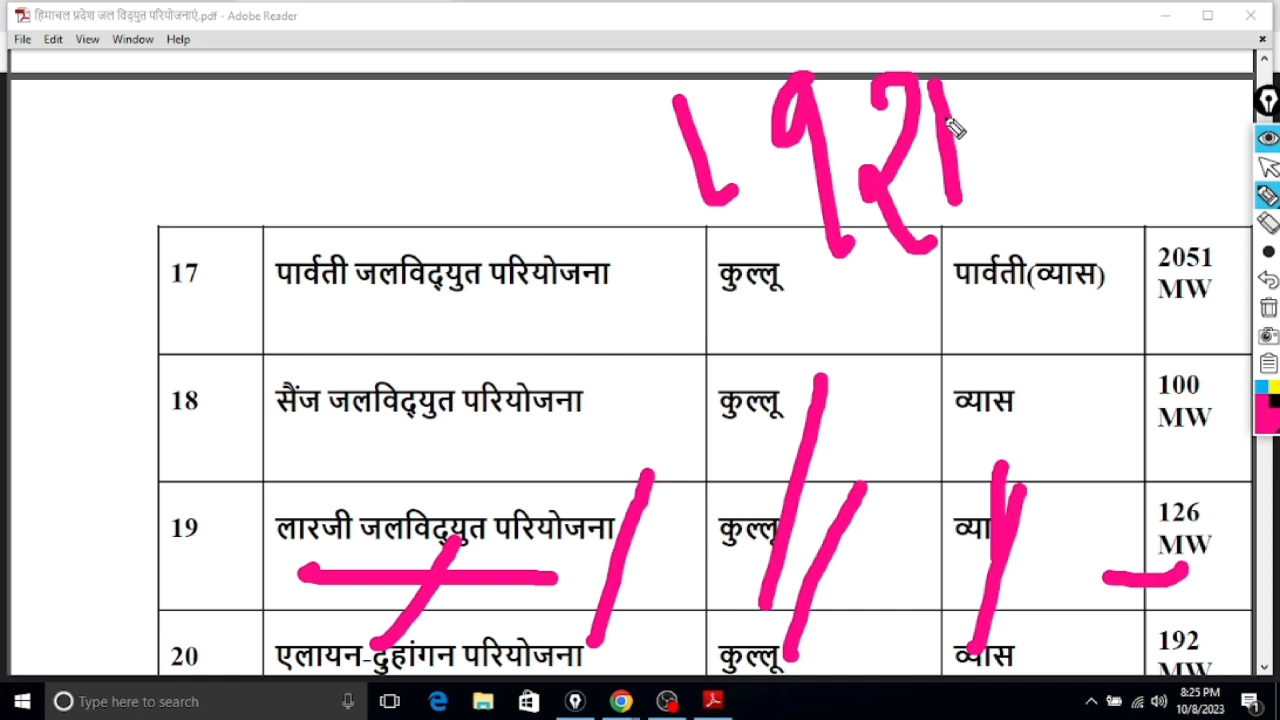 हिमाचल प्रदेश जल विद्युत परियोजनाएं.pdf - Adobe Reader
File Edit View Window Help
1921
17 पार्वती जलविद्युत परियोजना कुल्लू पार्वती(व्यास) 2051 MW
18 सैंज जलविद्युत परियोजना कुल्लू व्यास 100 MW
19 लारजी जलविद्युत परियोजना कुल्लू व्या 126 MW
20 एलायन-दुहांगन परियोजना कुल्लू व्यास 192 MW
Type here to search
8:25 PM
10/8/2023